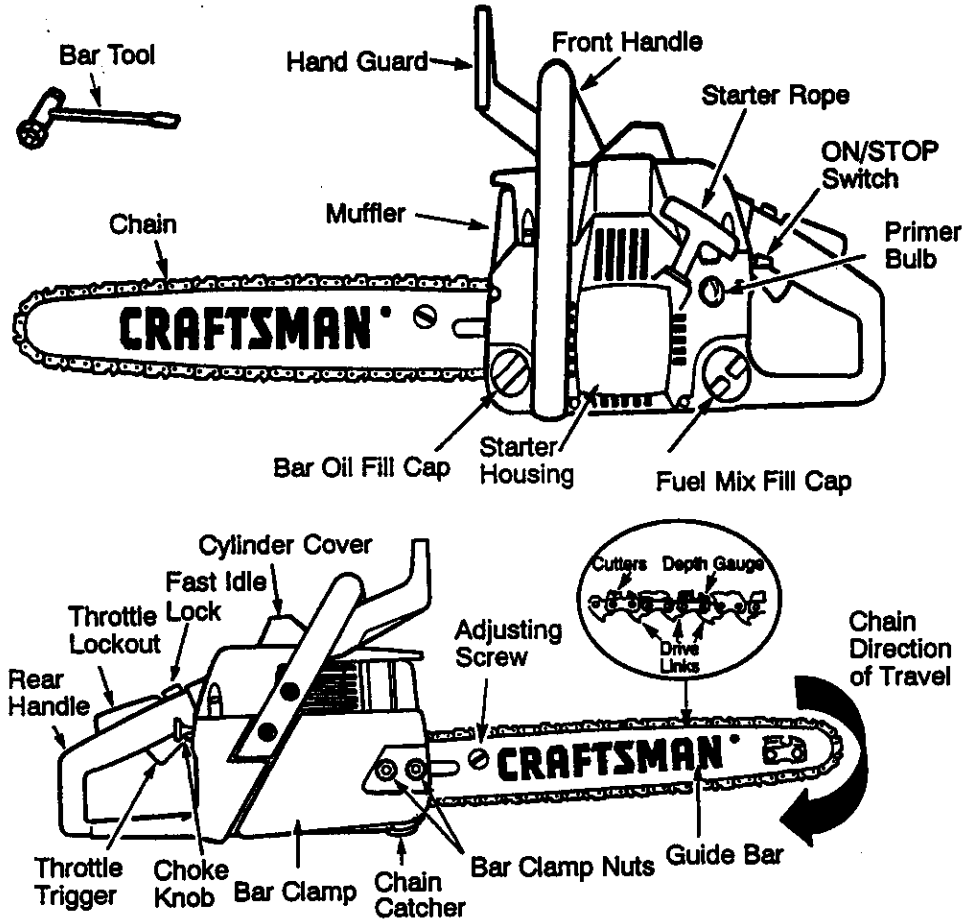 Bar Tool
Hand Guard
Front Handle
Starter Rope
ON/STOP
Switch
Primer
Bulb
Muffler
Chain
CRAFTSMAN
Bar Oil Fill Cap
Starter
Housing
Fuel Mix Fill Cap
Cylinder Cover
Fast Idle
Lock
Throttle
Lockout
Rear
Handle
Adjusting
Screw
Cutters
Depth Gauge
Drive
Links
Chain
Direction
of Travel
CRAFTSMAN
Throttle
Trigger
Choke
Knob
Bar Clamp
Chain
Catcher
Bar Clamp Nuts
Guide Bar